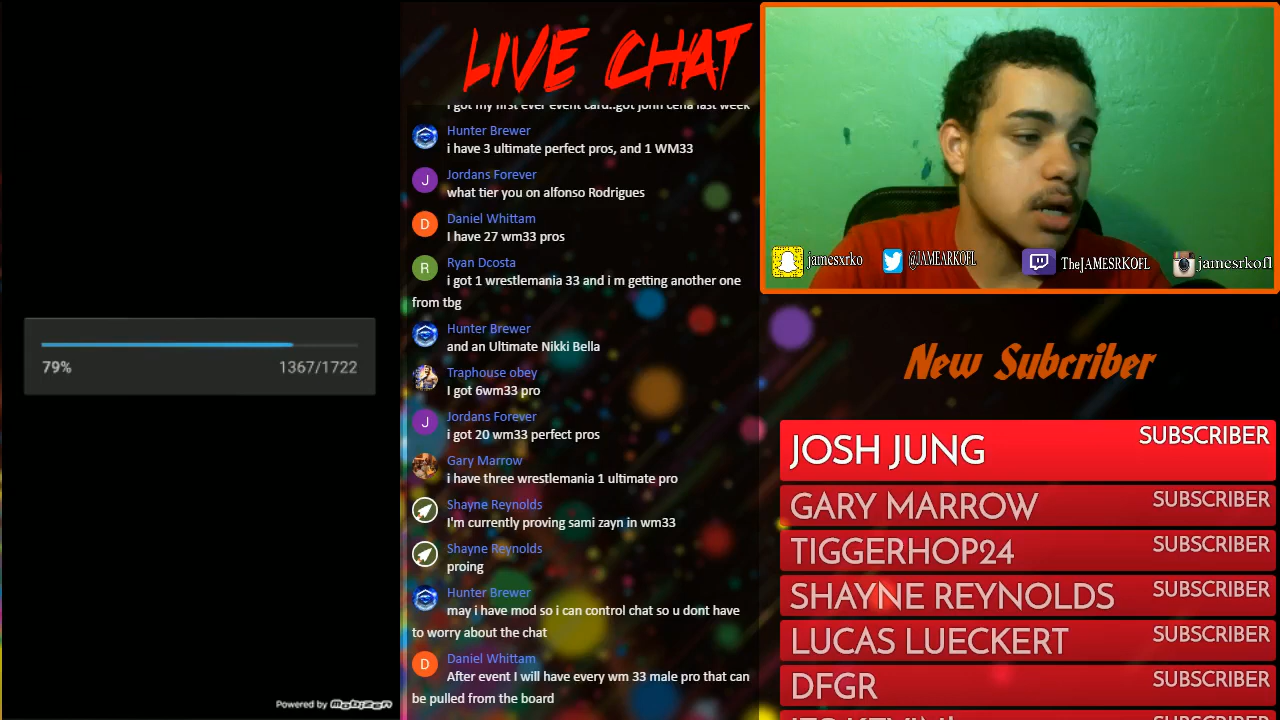 79%
1367/1722
Powered by MOBIZEN
LIVE CHAT
I got my first ever event card..got john cena last week
Hunter Brewer
i have 3 ultimate perfect pros, and 1 WM33
J
Jordans Forever
what tier you on alfonso Rodrigues
D
Daniel Whittam
I have 27 wm33 pros
R
Ryan Dcosta
i got 1 wrestlemania 33 and i m getting another one
from tbg
Hunter Brewer
and an Ultimate Nikki Bella
Traphouse obey
I got 6wm33 pro
J
Jordans Forever
i got 20 wm33 perfect pros
Gary Marrow
i have three wrestlemania 1 ultimate pro
Shayne Reynolds
I'm currently proving sami zayn in wm33
Shayne Reynolds
proing
Hunter Brewer
may i have mod so i can control chat so u dont have
to worry about the chat
D
Daniel Whittam
After event I will have every wm 33 male pro that can
be pulled from the board
jamesxrko
@JAMEARKOFL
TheJAMESRKOFL
jamesrkofl
New Subcriber
JOSH JUNG SUBSCRIBER
GARY MARROW SUBSCRIBER
TIGGERHOP24 SUBSCRIBER
SHAYNE REYNOLDS SUBSCRIBER
LUCAS LUECKERT SUBSCRIBER
DFGR SUBSCRIBER